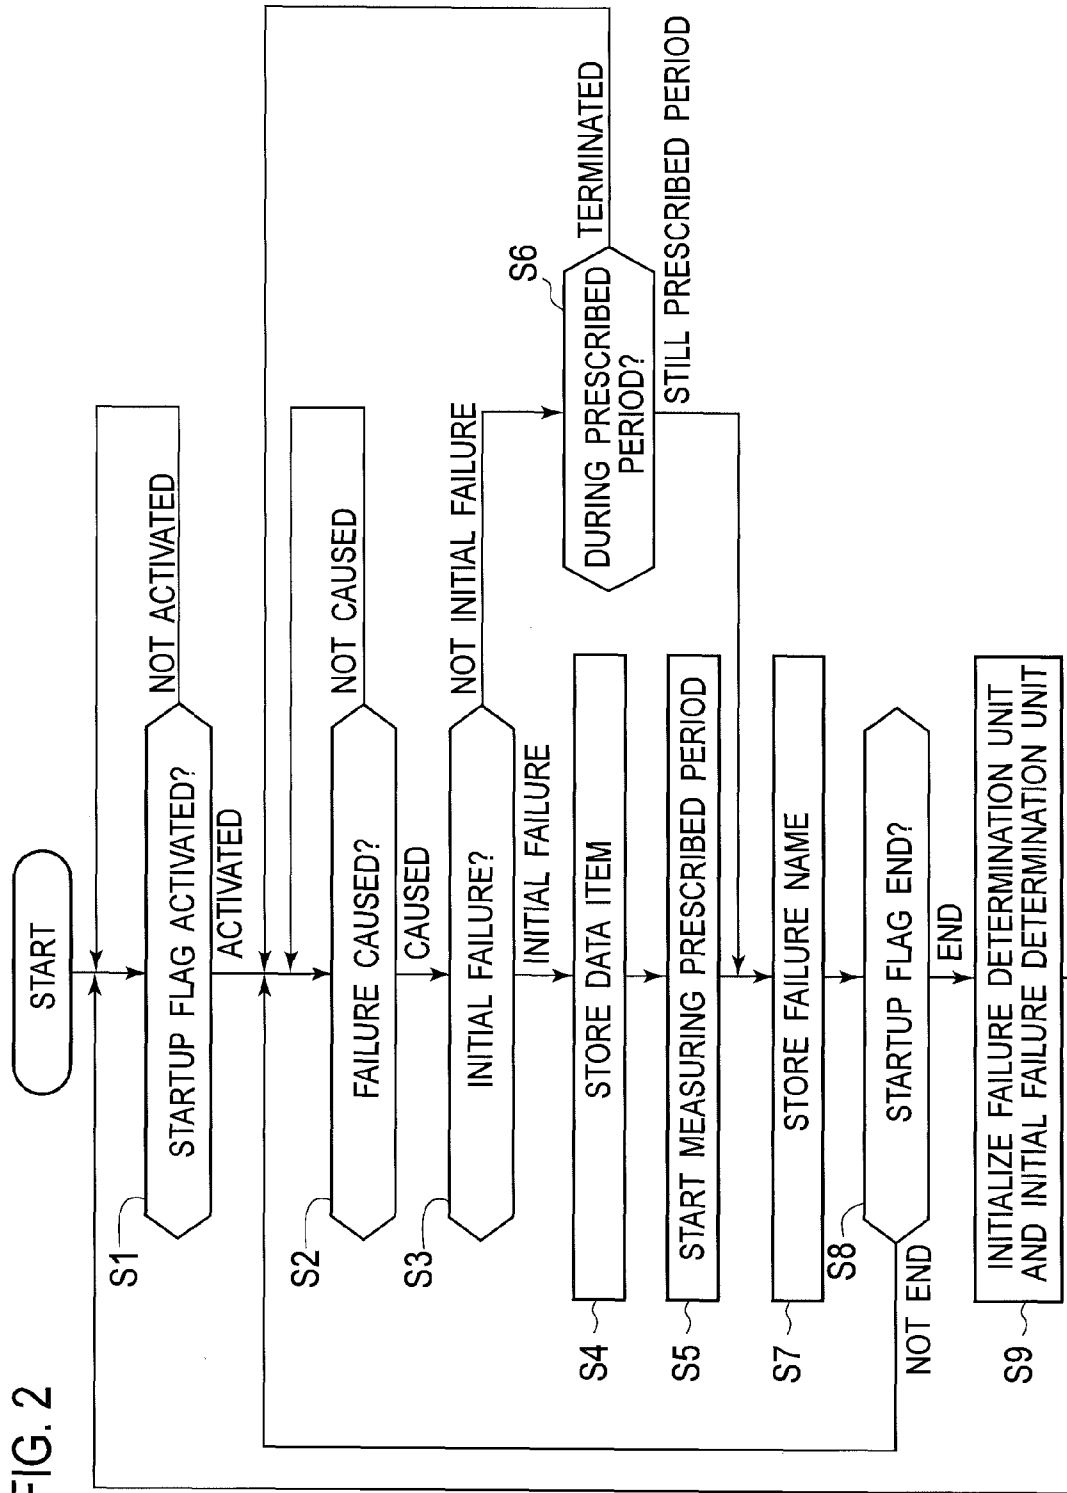 FIG. 2
START
S1
STARTUP FLAG ACTIVATED?
NOT ACTIVATED
ACTIVATED
S2
FAILURE CAUSED?
NOT CAUSED
CAUSED
S3
INITIAL FAILURE?
NOT INITIAL FAILURE
INITIAL FAILURE
S6
DURING PRESCRIBED
PERIOD?
TERMINATED
STILL PRESCRIBED PERIOD
S4
STORE DATA ITEM
S5
START MEASURING PRESCRIBED PERIOD
S7
STORE FAILURE NAME
S8
STARTUP FLAG END?
NOT END
END
S9
INITIALIZE FAILURE DETERMINATION UNIT
AND INITIAL FAILURE DETERMINATION UNIT